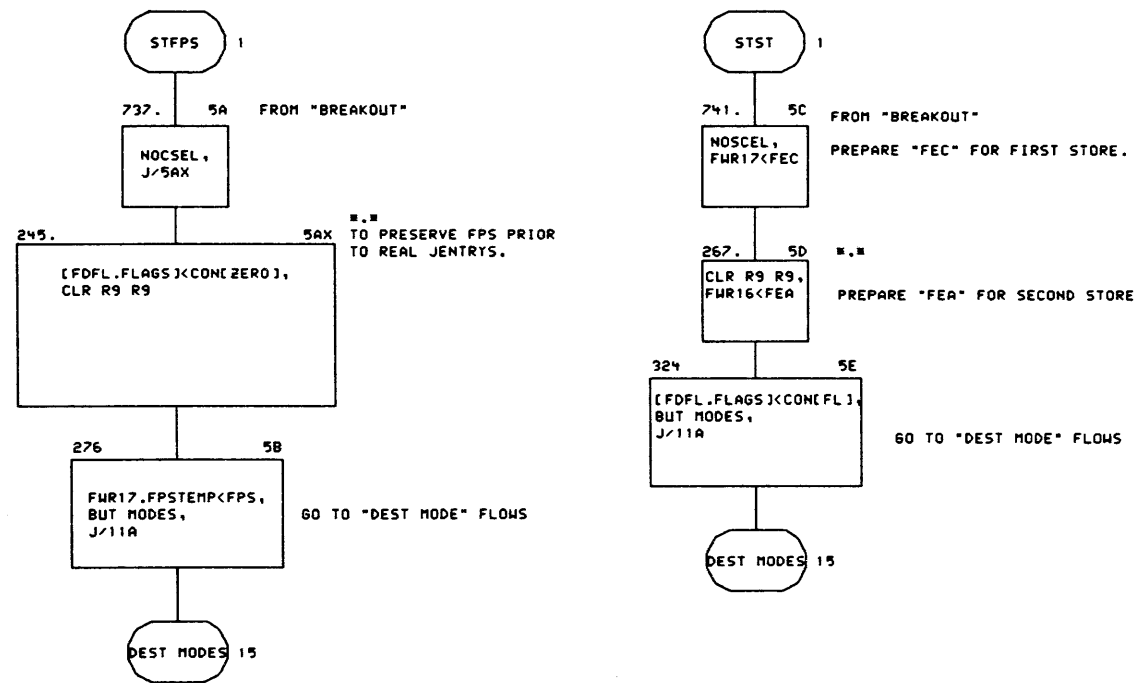 STFPS 1
737. 5A FROM "BREAKOUT"
NOCSEL,
J/5AX
245. 5AX
*.*
TO PRESERVE FPS PRIOR
TO REAL JENTRYS.
[FDFL.FLAGS]<CON[ZERO],
CLR R9 R9
276 5B
FWR17.FPSTEMP<FPS,
BUT MODES,
J/11A
GO TO "DEST MODE" FLOWS
DEST MODES 15
STST 1
741. 5C
FROM "BREAKOUT"
NOSCEL,
FWR17<FEC
PREPARE "FEC" FOR FIRST STORE.
267. 5D *.*
CLR R9 R9,
FWR16<FEA
PREPARE "FEA" FOR SECOND STORE
324 5E
[FDFL.FLAGS]<CON[FL],
BUT MODES,
J/11A
GO TO "DEST MODE" FLOWS
DEST MODES 15